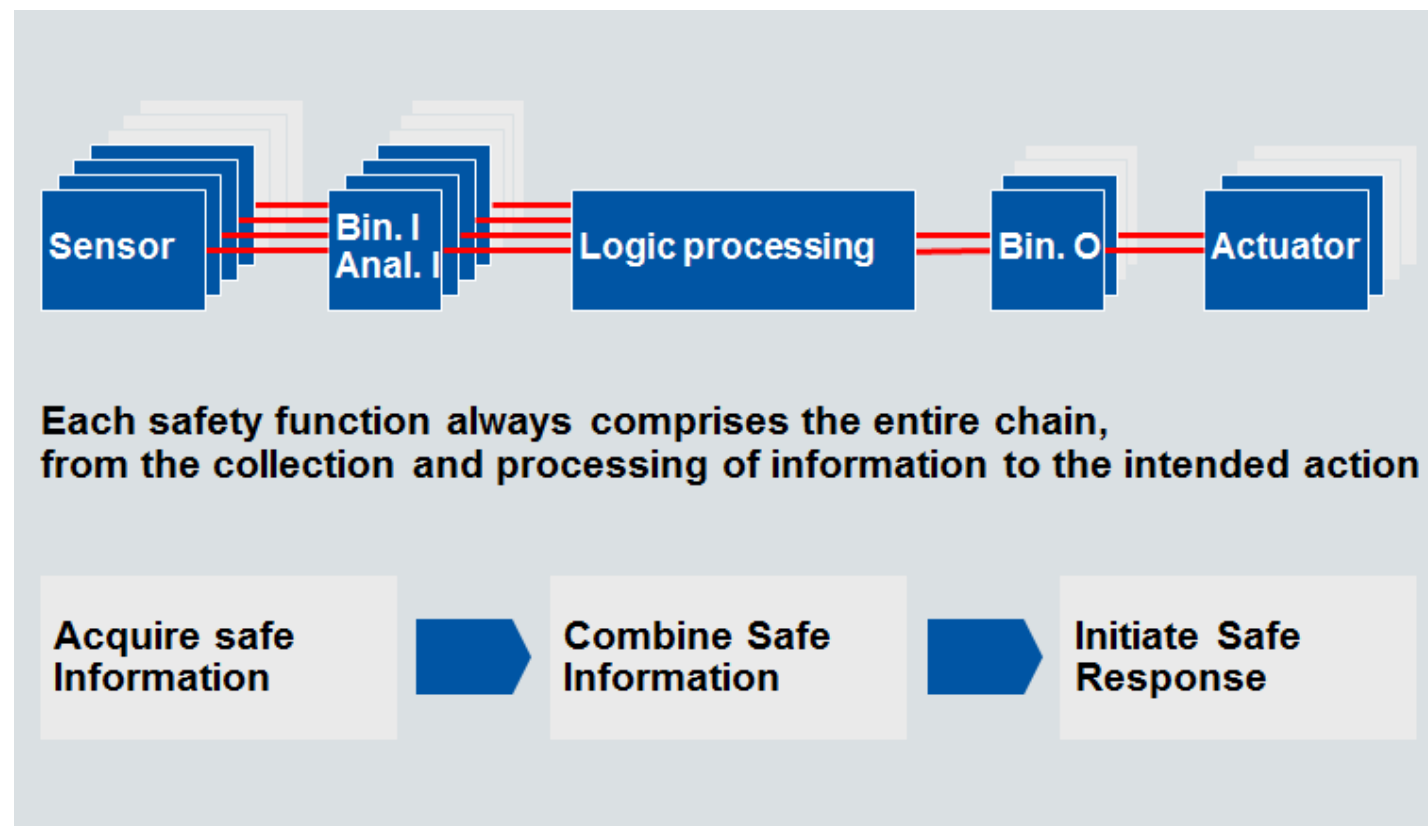 Sensor
Bin. I
Anal. I
Logic processing
Bin. O
Actuator
Each safety function always comprises the entire chain,
from the collection and processing of information to the intended action
Acquire safe
Information
Combine Safe
Information
Initiate Safe
Response